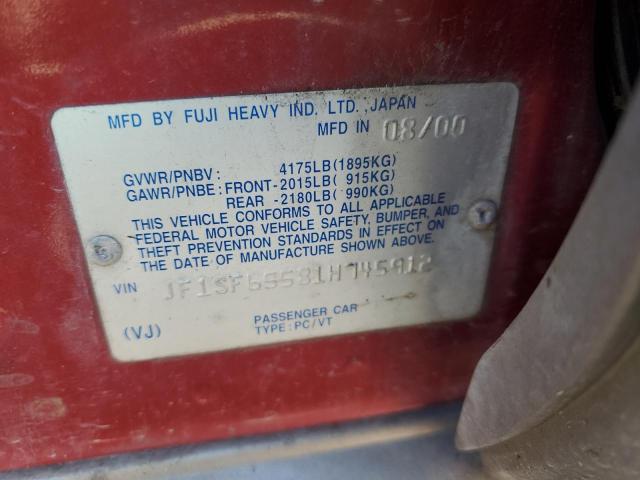 MFD BY FUJI HEAVY IND. LTD., JAPAN
MFD IN 08/00
GVWR/PNBV : 4175LB(1895KG)
GAWR/PNBE : FRONT-2015LB( 915KG)
REAR -2180LB( 990KG)
THIS VEHICLE CONFORMS TO ALL APPLICABLE
FEDERAL MOTOR VEHICLE SAFETY, BUMPER, AND
THEFT PREVENTION STANDARDS IN EFFECT ON
THE DATE OF MANUFACTURE SHOWN ABOVE.
VIN JF1SF65581H745912
PASSENGER CAR
(VJ) TYPE : PC/VT